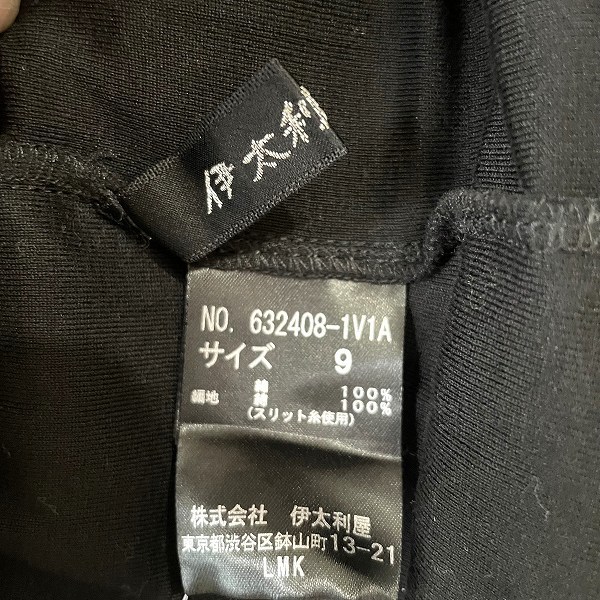 伊太利
NO. 632408-1V1A
サイズ 9
綿 100%
綿 100%
(スリット糸使用)
株式会社 伊太利屋
東京都渋谷区鉢山町13-21
LMK